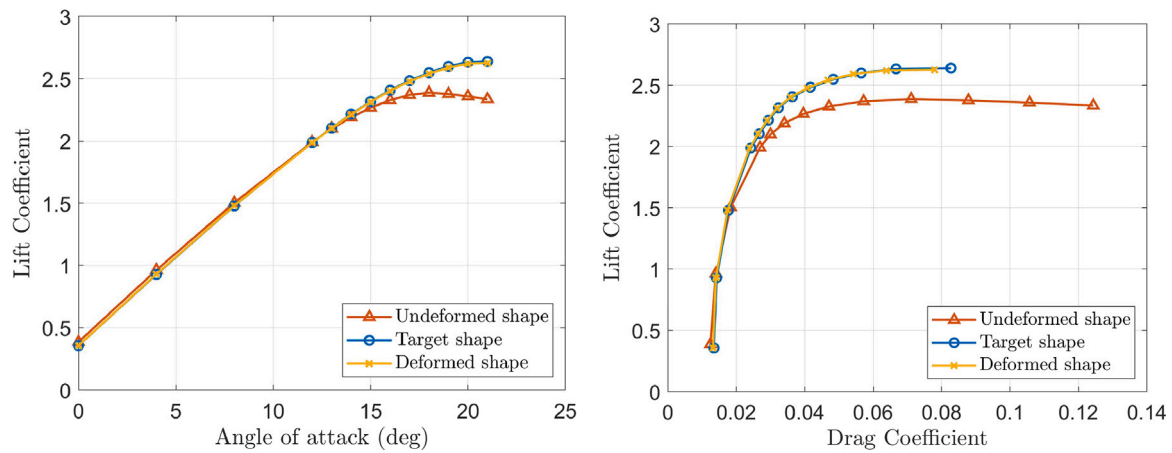 3
2.5
2
1.5
1
0.5
0
Lift Coefficient
0 5 10 15 20 25
Angle of attack (deg)
Undeformed shape
Target shape
Deformed shape
3
2.5
2
1.5
1
0.5
0
Lift Coefficient
0 0.02 0.04 0.06 0.08 0.1 0.12 0.14
Drag Coefficient
Undeformed shape
Target shape
Deformed shape